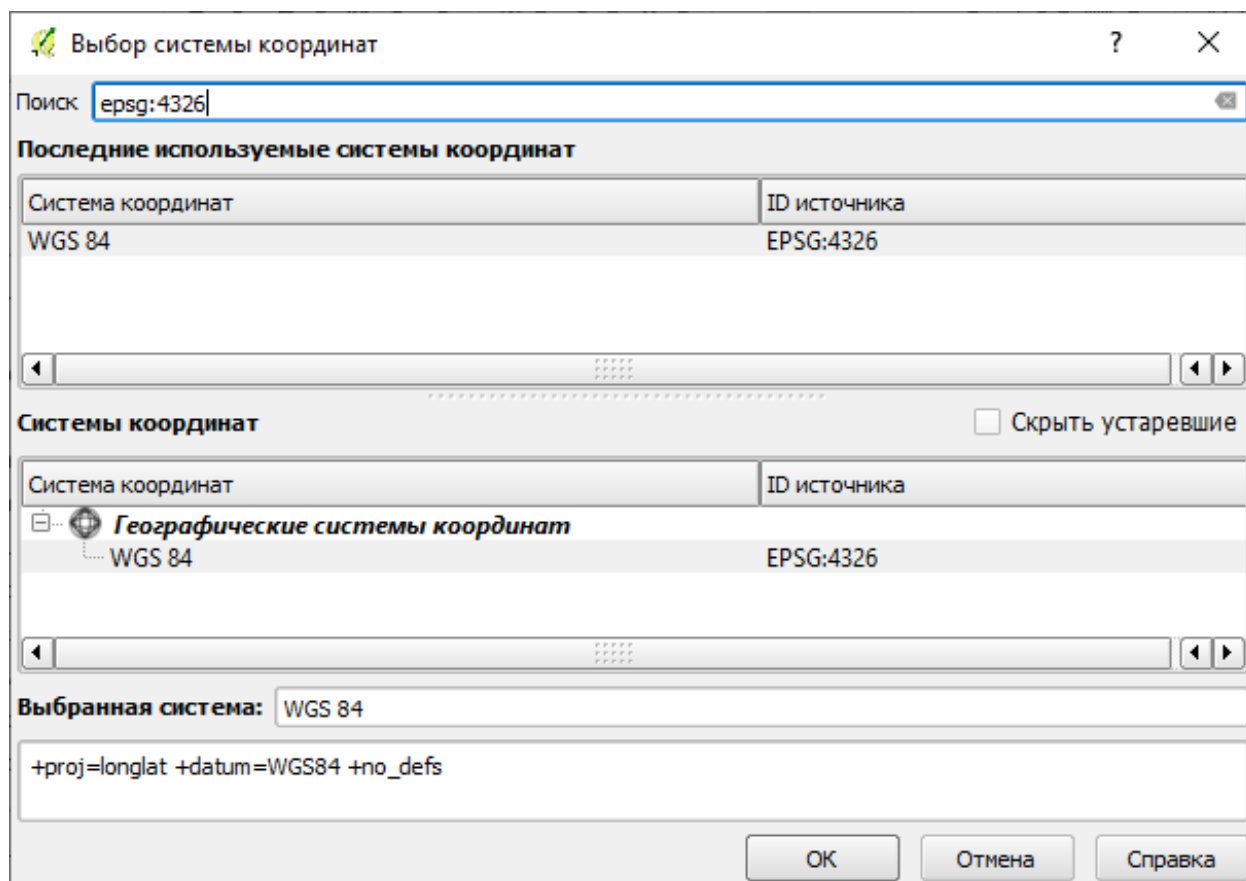 Выбор системы координат ?
Поиск epsg:4326
Последние используемые системы координат
Система координат ID источника
WGS 84 EPSG:4326
Системы координат Скрыть устаревшие
Система координат ID источника
Географические системы координат
WGS 84 EPSG:4326
Выбранная система: WGS 84
+proj=longlat +datum=WGS84 +no_defs
OK Отмена Справка